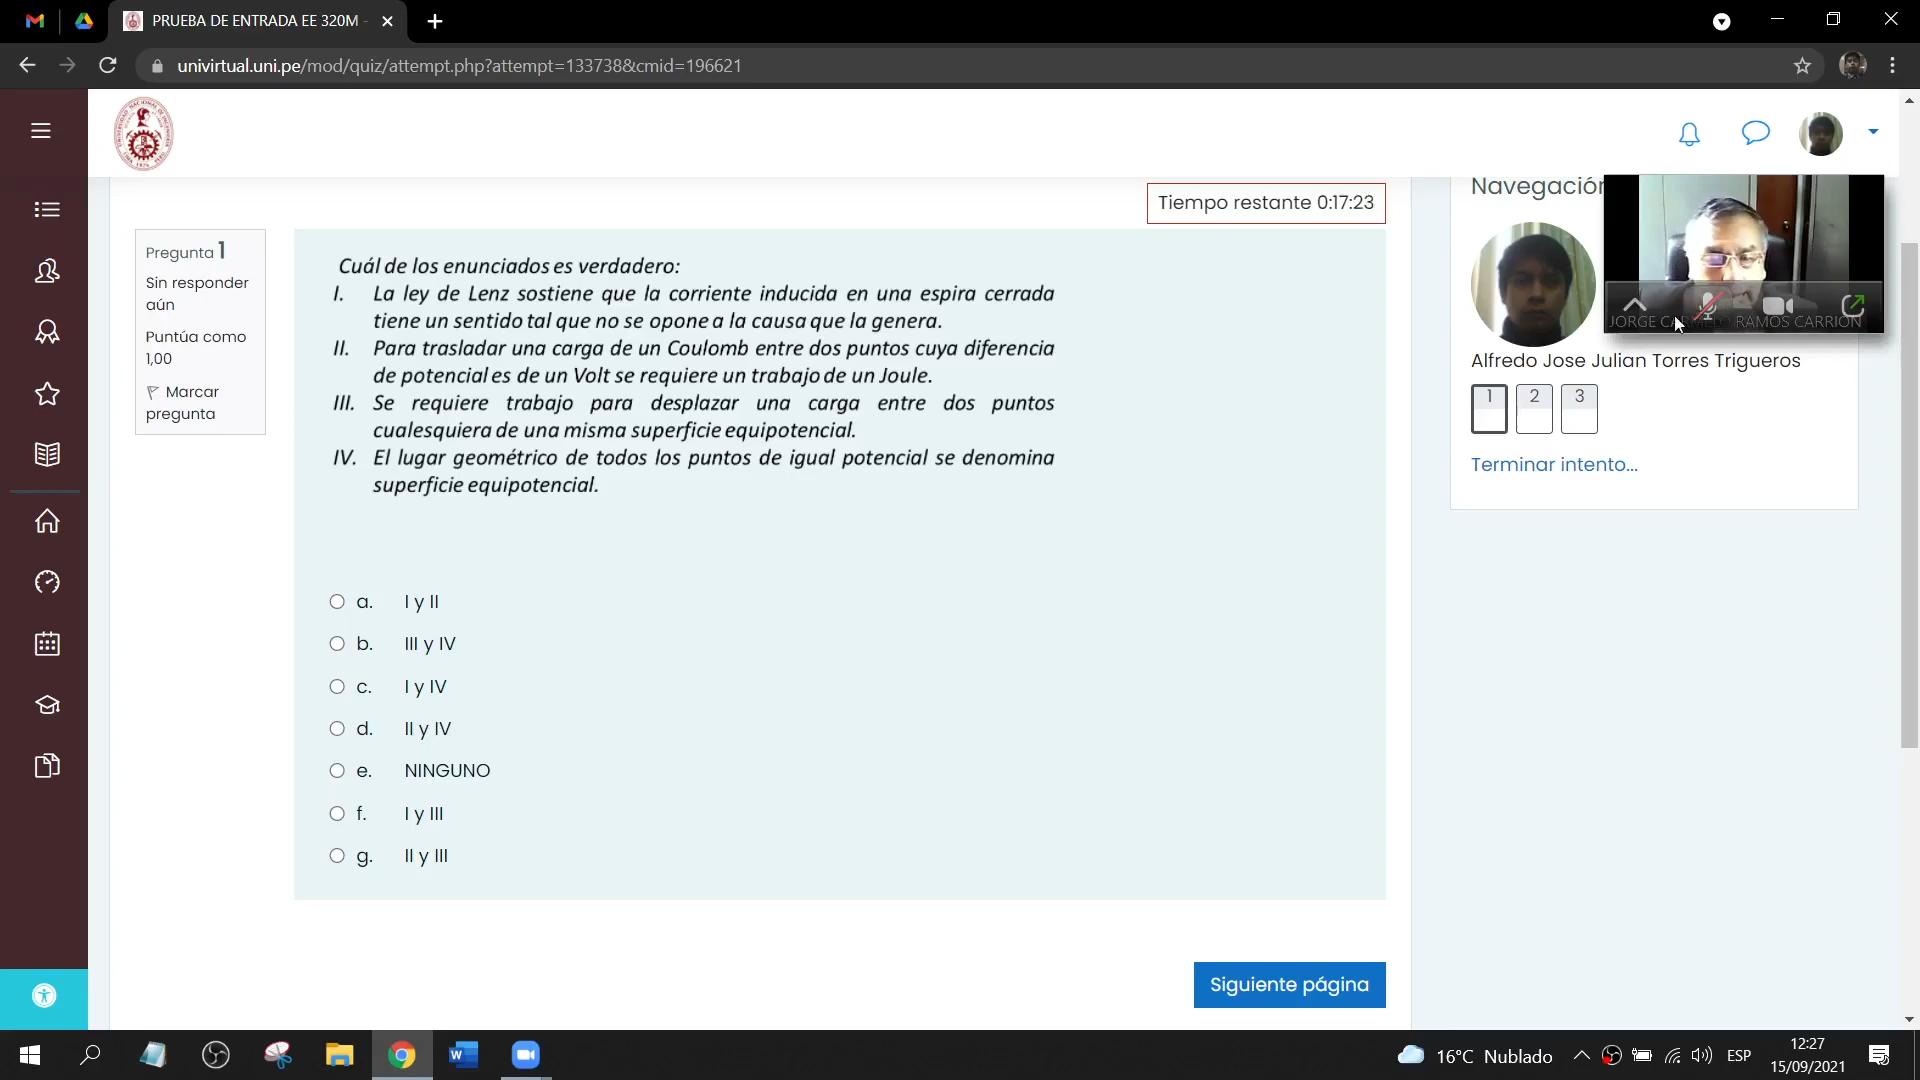 PRUEBA DE ENTRADA EE 320M -
univirtual.uni.pe/mod/quiz/attempt.php?attempt=133738&cmid=196621
Tiempo restante 0:17:23
Navegación
Pregunta 1
Sin responder
aún
Puntúa como
1,00
Marcar
pregunta
Cuál de los enunciados es verdadero:
I. La ley de Lenz sostiene que la corriente inducida en una espira cerrada
tiene un sentido tal que no se opone a la causa que la genera.
II. Para trasladar una carga de un Coulomb entre dos puntos cuya diferencia
de potencial es de un Volt se requiere un trabajo de un Joule.
III. Se requiere trabajo para desplazar una carga entre dos puntos
cualesquiera de una misma superficie equipotencial.
IV. El lugar geométrico de todos los puntos de igual potencial se denomina
superficie equipotencial.
a. I y II
b. III y IV
c. I y IV
d. II y IV
e. NINGUNO
f. I y III
g. II y III
Siguiente página
JORGE RAMOS CARRION
Alfredo Jose Julian Torres Trigueros
1 2 3
Terminar intento...
16°C Nublado
ESP
12:27
15/09/2021